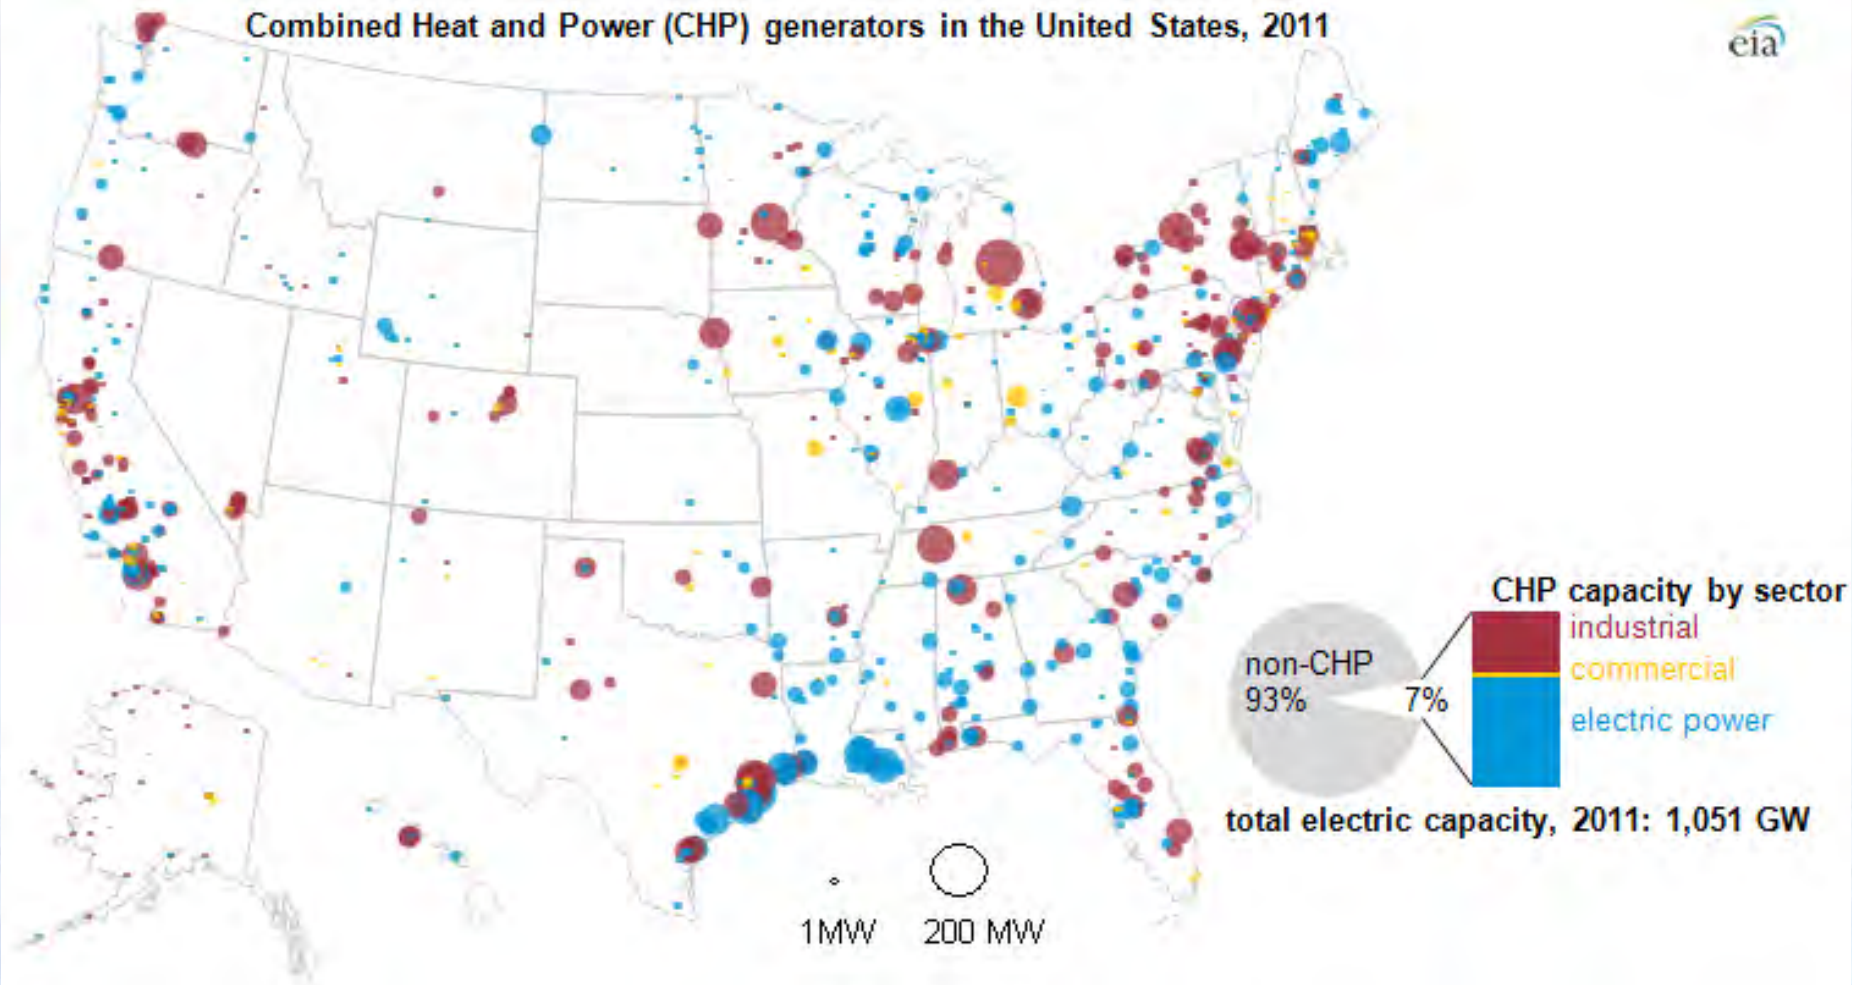 Combined Heat and Power (CHP) generators in the United States, 2011
eia
CHP capacity by sector
industrial
commercial
electric power
non-CHP
93%
7%
total electric capacity, 2011: 1,051 GW
1MW
200 MW